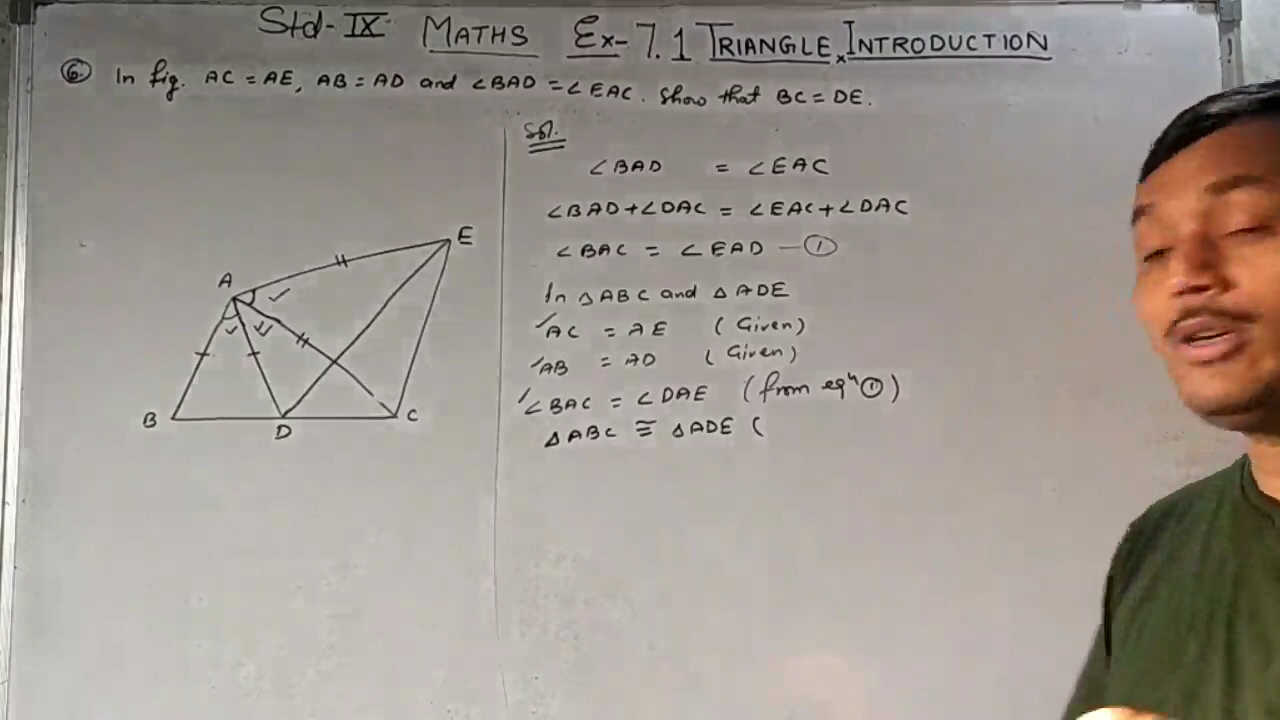 Std-IX MATHS Ex-7.1 TRIANGLE, INTRODUCTION
⑥ In fig. AC = AE, AB = AD and ∠BAD = ∠EAC. Show that BC = DE.
Sol.
∠BAD = ∠EAC
∠BAD+∠DAC = ∠EAC+∠DAC
∠BAC = ∠EAD —①
In △ABC and △ADE
AC = AE (Given)
AB = AD (Given)
∠BAC = ∠DAE (from eqⁿ ①)
△ABC ≅ △ADE (
E
A
B
D
C